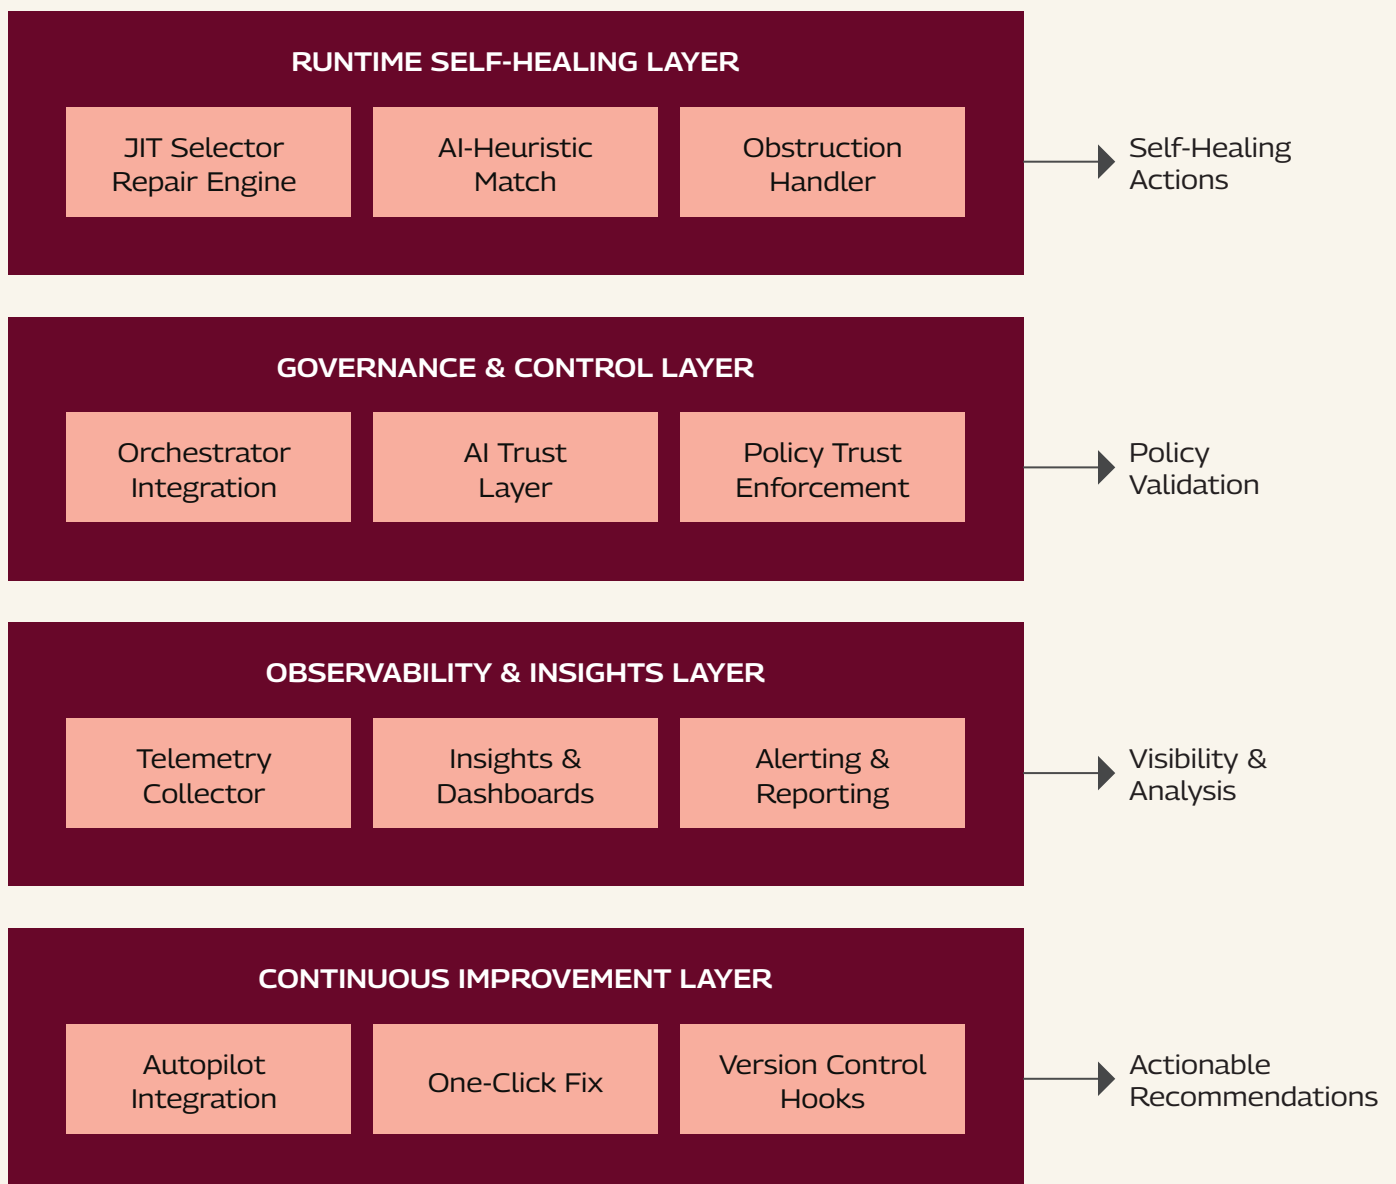 RUNTIME SELF-HEALING LAYER
JIT Selector
Repair Engine
AI-Heuristic
Match
Obstruction
Handler
Self-Healing
Actions
GOVERNANCE & CONTROL LAYER
Orchestrator
Integration
AI Trust
Layer
Policy Trust
Enforcement
Policy
Validation
OBSERVABILITY & INSIGHTS LAYER
Telemetry
Collector
Insights &
Dashboards
Alerting &
Reporting
Visibility &
Analysis
CONTINUOUS IMPROVEMENT LAYER
Autopilot
Integration
One-Click Fix
Version Control
Hooks
Actionable
Recommendations